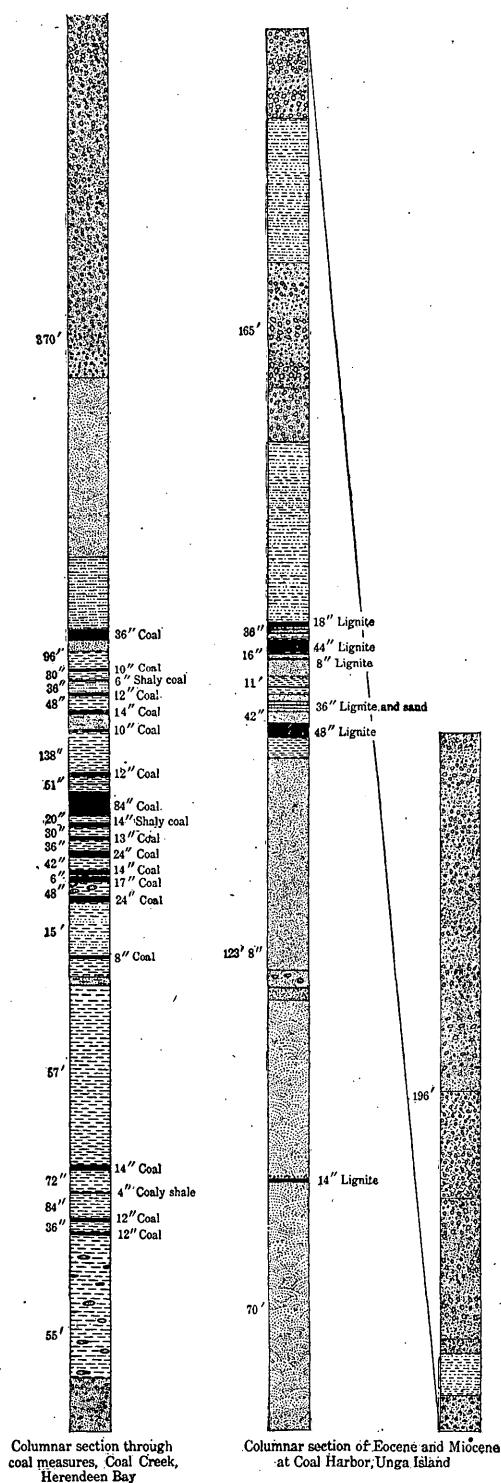 370′
36″ Coal
96″
10″ Coal
30″
6″ Shaly coal
36″
12″ Coal
48″
14″ Coal
10″ Coal
138″
12″ Coal
51″
84″ Coal
20″
14″ Shaly coal
30″
13″ Coal
36″
24″ Coal
42″
14″ Coal
6″
17″ Coal
48″
24″ Coal
15′
8″ Coal
57′
14″ Coal
72″
4″ Coaly shale
84″
12″ Coal
36″
12″ Coal
55′
Columnar section through
coal measures, Coal Creek,
Herendeen Bay
165′
18″ Lignite
36″
44″ Lignite
16″
8″ Lignite
11′
36″ Lignite and sand
42″
48″ Lignite
123′ 8″
14″ Lignite
70′
196′
Columnar section of Eocene and Miocene
at Coal Harbor, Unga Island